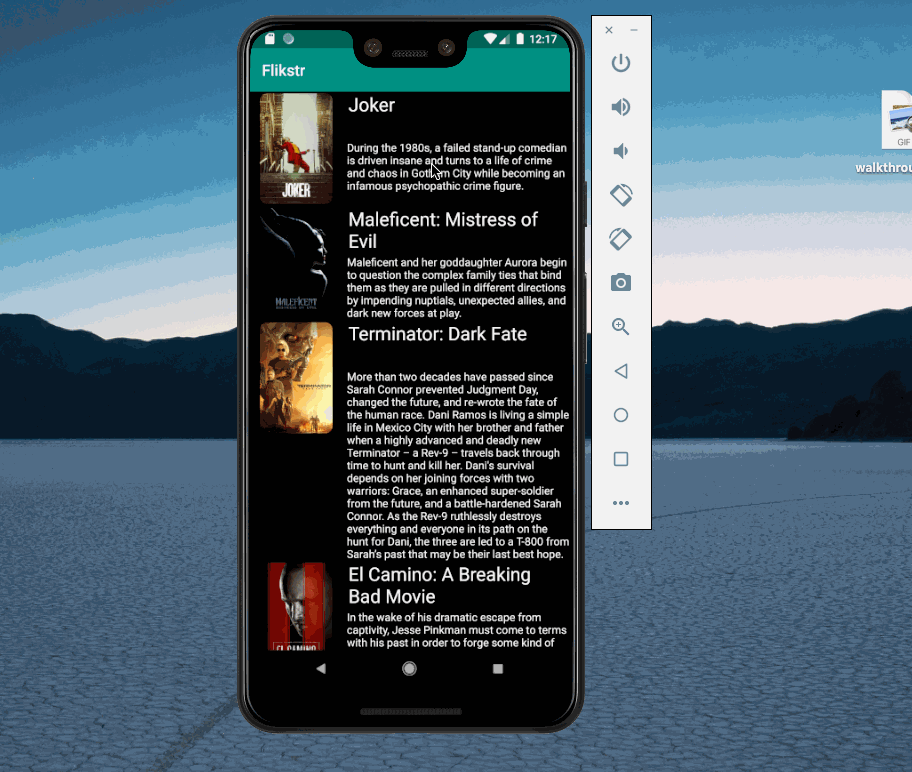 12:17
Flikstr
Joker
During the 1980s, a failed stand-up comedian
is driven insane and turns to a life of crime
and chaos in Gotham City while becoming an
infamous psychopathic crime figure.
JOKER
Maleficent: Mistress of
Evil
Maleficent and her goddaughter Aurora begin
to question the complex family ties that bind
them as they are pulled in different directions
by impending nuptials, unexpected allies, and
dark new forces at play.
MALEFICENT
Terminator: Dark Fate
More than two decades have passed since
Sarah Connor prevented Judgment Day,
changed the future, and re-wrote the fate of
the human race. Dani Ramos is living a simple
life in Mexico City with her brother and father
when a highly advanced and deadly new
Terminator – a Rev-9 – travels back through
time to hunt and kill her. Dani's survival
depends on her joining forces with two
warriors: Grace, an enhanced super-soldier
from the future, and a battle-hardened Sarah
Connor. As the Rev-9 ruthlessly destroys
everything and everyone in its path on the
hunt for Dani, the three are led to a T-800 from
Sarah's past that may be their last best hope.
TERMINATOR
El Camino: A Breaking
Bad Movie
In the wake of his dramatic escape from
captivity, Jesse Pinkman must come to terms
with his past in order to forge some kind of
EL CAMINO
GIF
walkthrou